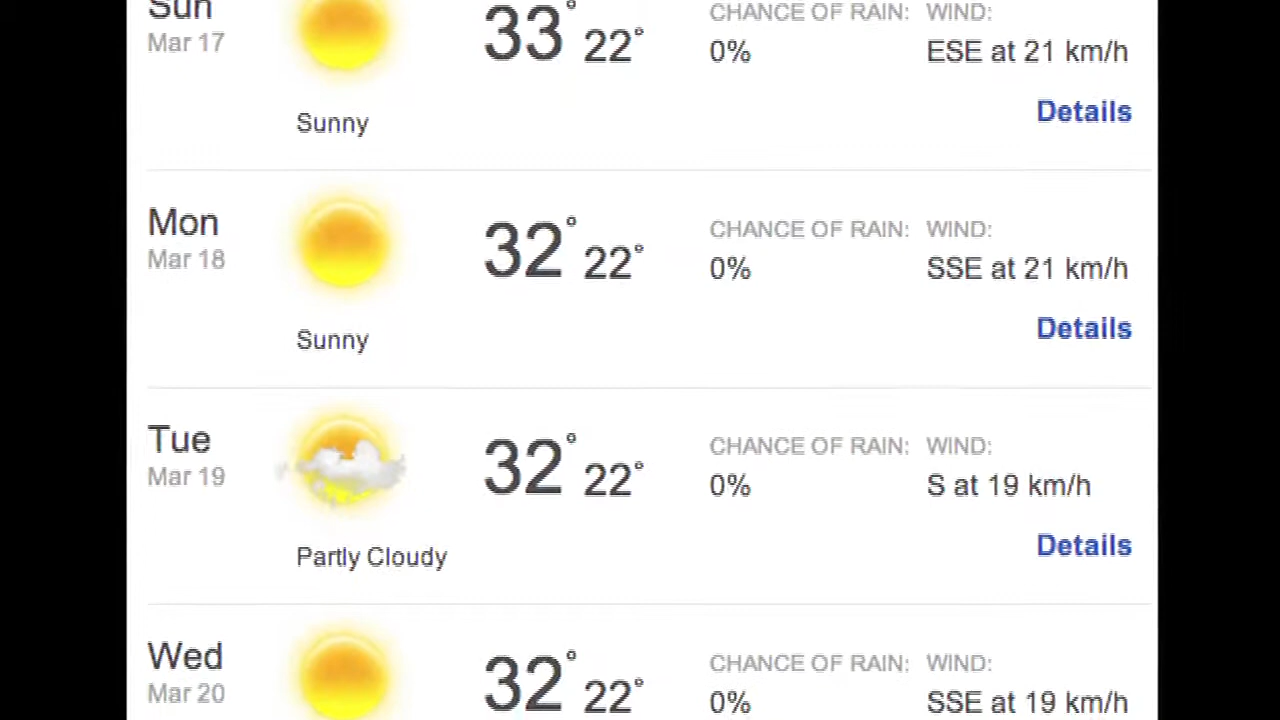 Sun
Mar 17
Sunny
33° 22°
CHANCE OF RAIN: WIND:
0% ESE at 21 km/h
Details
Mon
Mar 18
Sunny
32° 22°
CHANCE OF RAIN: WIND:
0% SSE at 21 km/h
Details
Tue
Mar 19
Partly Cloudy
32° 22°
CHANCE OF RAIN: WIND:
0% S at 19 km/h
Details
Wed
Mar 20
32° 22°
CHANCE OF RAIN: WIND:
0% SSE at 19 km/h